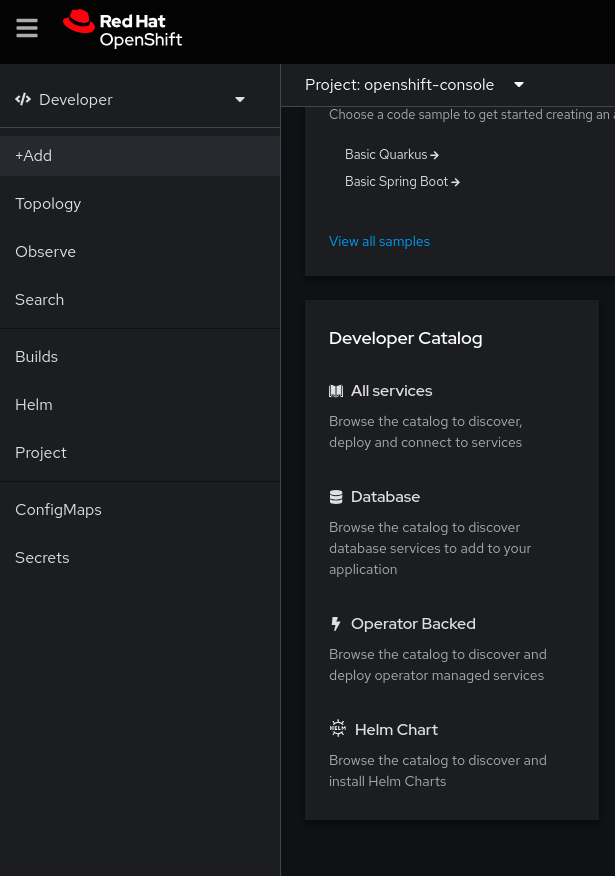 Red Hat
OpenShift
Developer
+Add
Topology
Observe
Search
Builds
Helm
Project
ConfigMaps
Secrets
Project: openshift-console
Choose a code sample to get started creating an
Basic Quarkus
Basic Spring Boot
View all samples
Developer Catalog
All services
Browse the catalog to discover,
deploy and connect to services
Database
Browse the catalog to discover
database services to add to your
application
Operator Backed
Browse the catalog to discover and
deploy operator managed services
HELM
Helm Chart
Browse the catalog to discover and
install Helm Charts